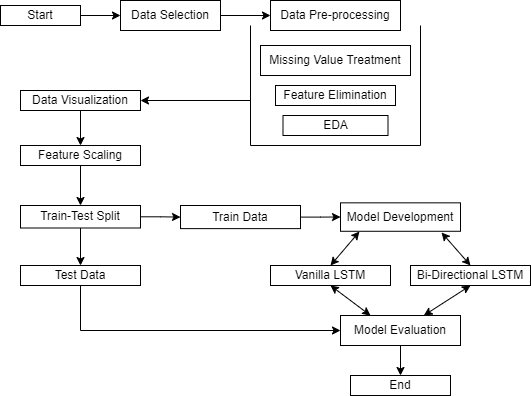 Start
Data Selection
Data Pre-processing
Missing Value Treatment
Feature Elimination
EDA
Data Visualization
Feature Scaling
Train-Test Split
Train Data
Model Development
Test Data
Vanilla LSTM
Bi-Directional LSTM
Model Evaluation
End